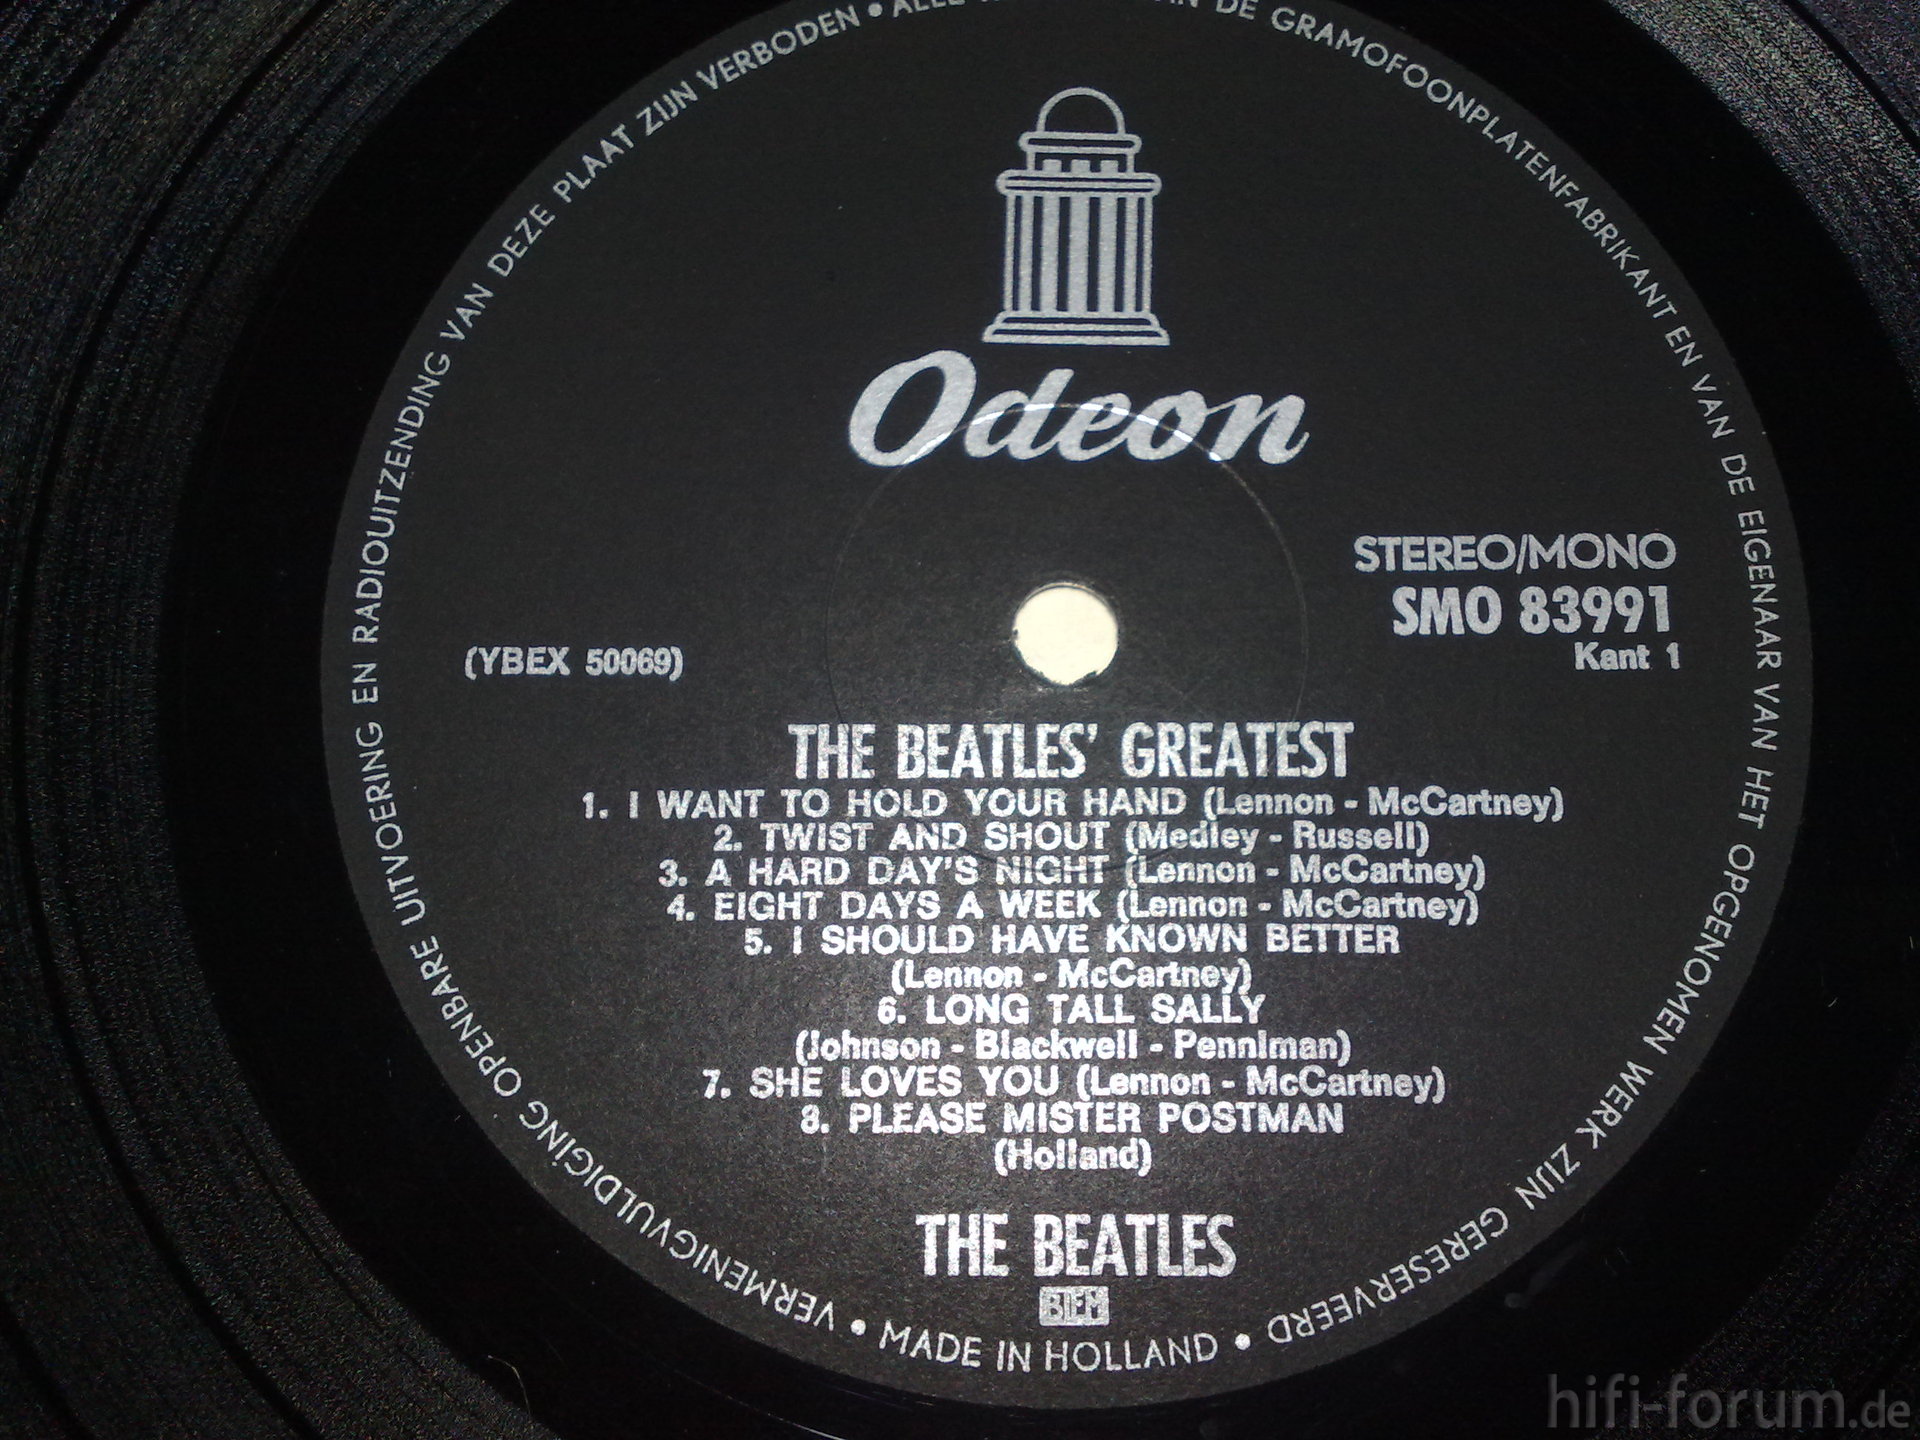 VERMENIGVULDIGING OPENBARE UITVOERING EN RADIOUITZENDING VAN DEZE PLAAT ZIJN VERBODEN • ALLE DE GRAMOFOONPLATENFABRIKANT EN VAN DE EIGENAAR VAN HET OPGENOMEN WERK ZIJN GERESERVEERD •
Odeon
STEREO/MONO
SMO 83991
Kant 1
(YBEX 50069)
THE BEATLES' GREATEST
1. I WANT TO HOLD YOUR HAND (Lennon - McCartney)
2. TWIST AND SHOUT (Medley - Russell)
3. A HARD DAY'S NIGHT (Lennon - McCartney)
4. EIGHT DAYS A WEEK (Lennon - McCartney)
5. I SHOULD HAVE KNOWN BETTER
(Lennon - McCartney)
6. LONG TALL SALLY
(Johnson - Blackwell - Penniman)
7. SHE LOVES YOU (Lennon - McCartney)
8. PLEASE MISTER POSTMAN
(Holland)
THE BEATLES
BIEM
MADE IN HOLLAND •
hifi-forum.de